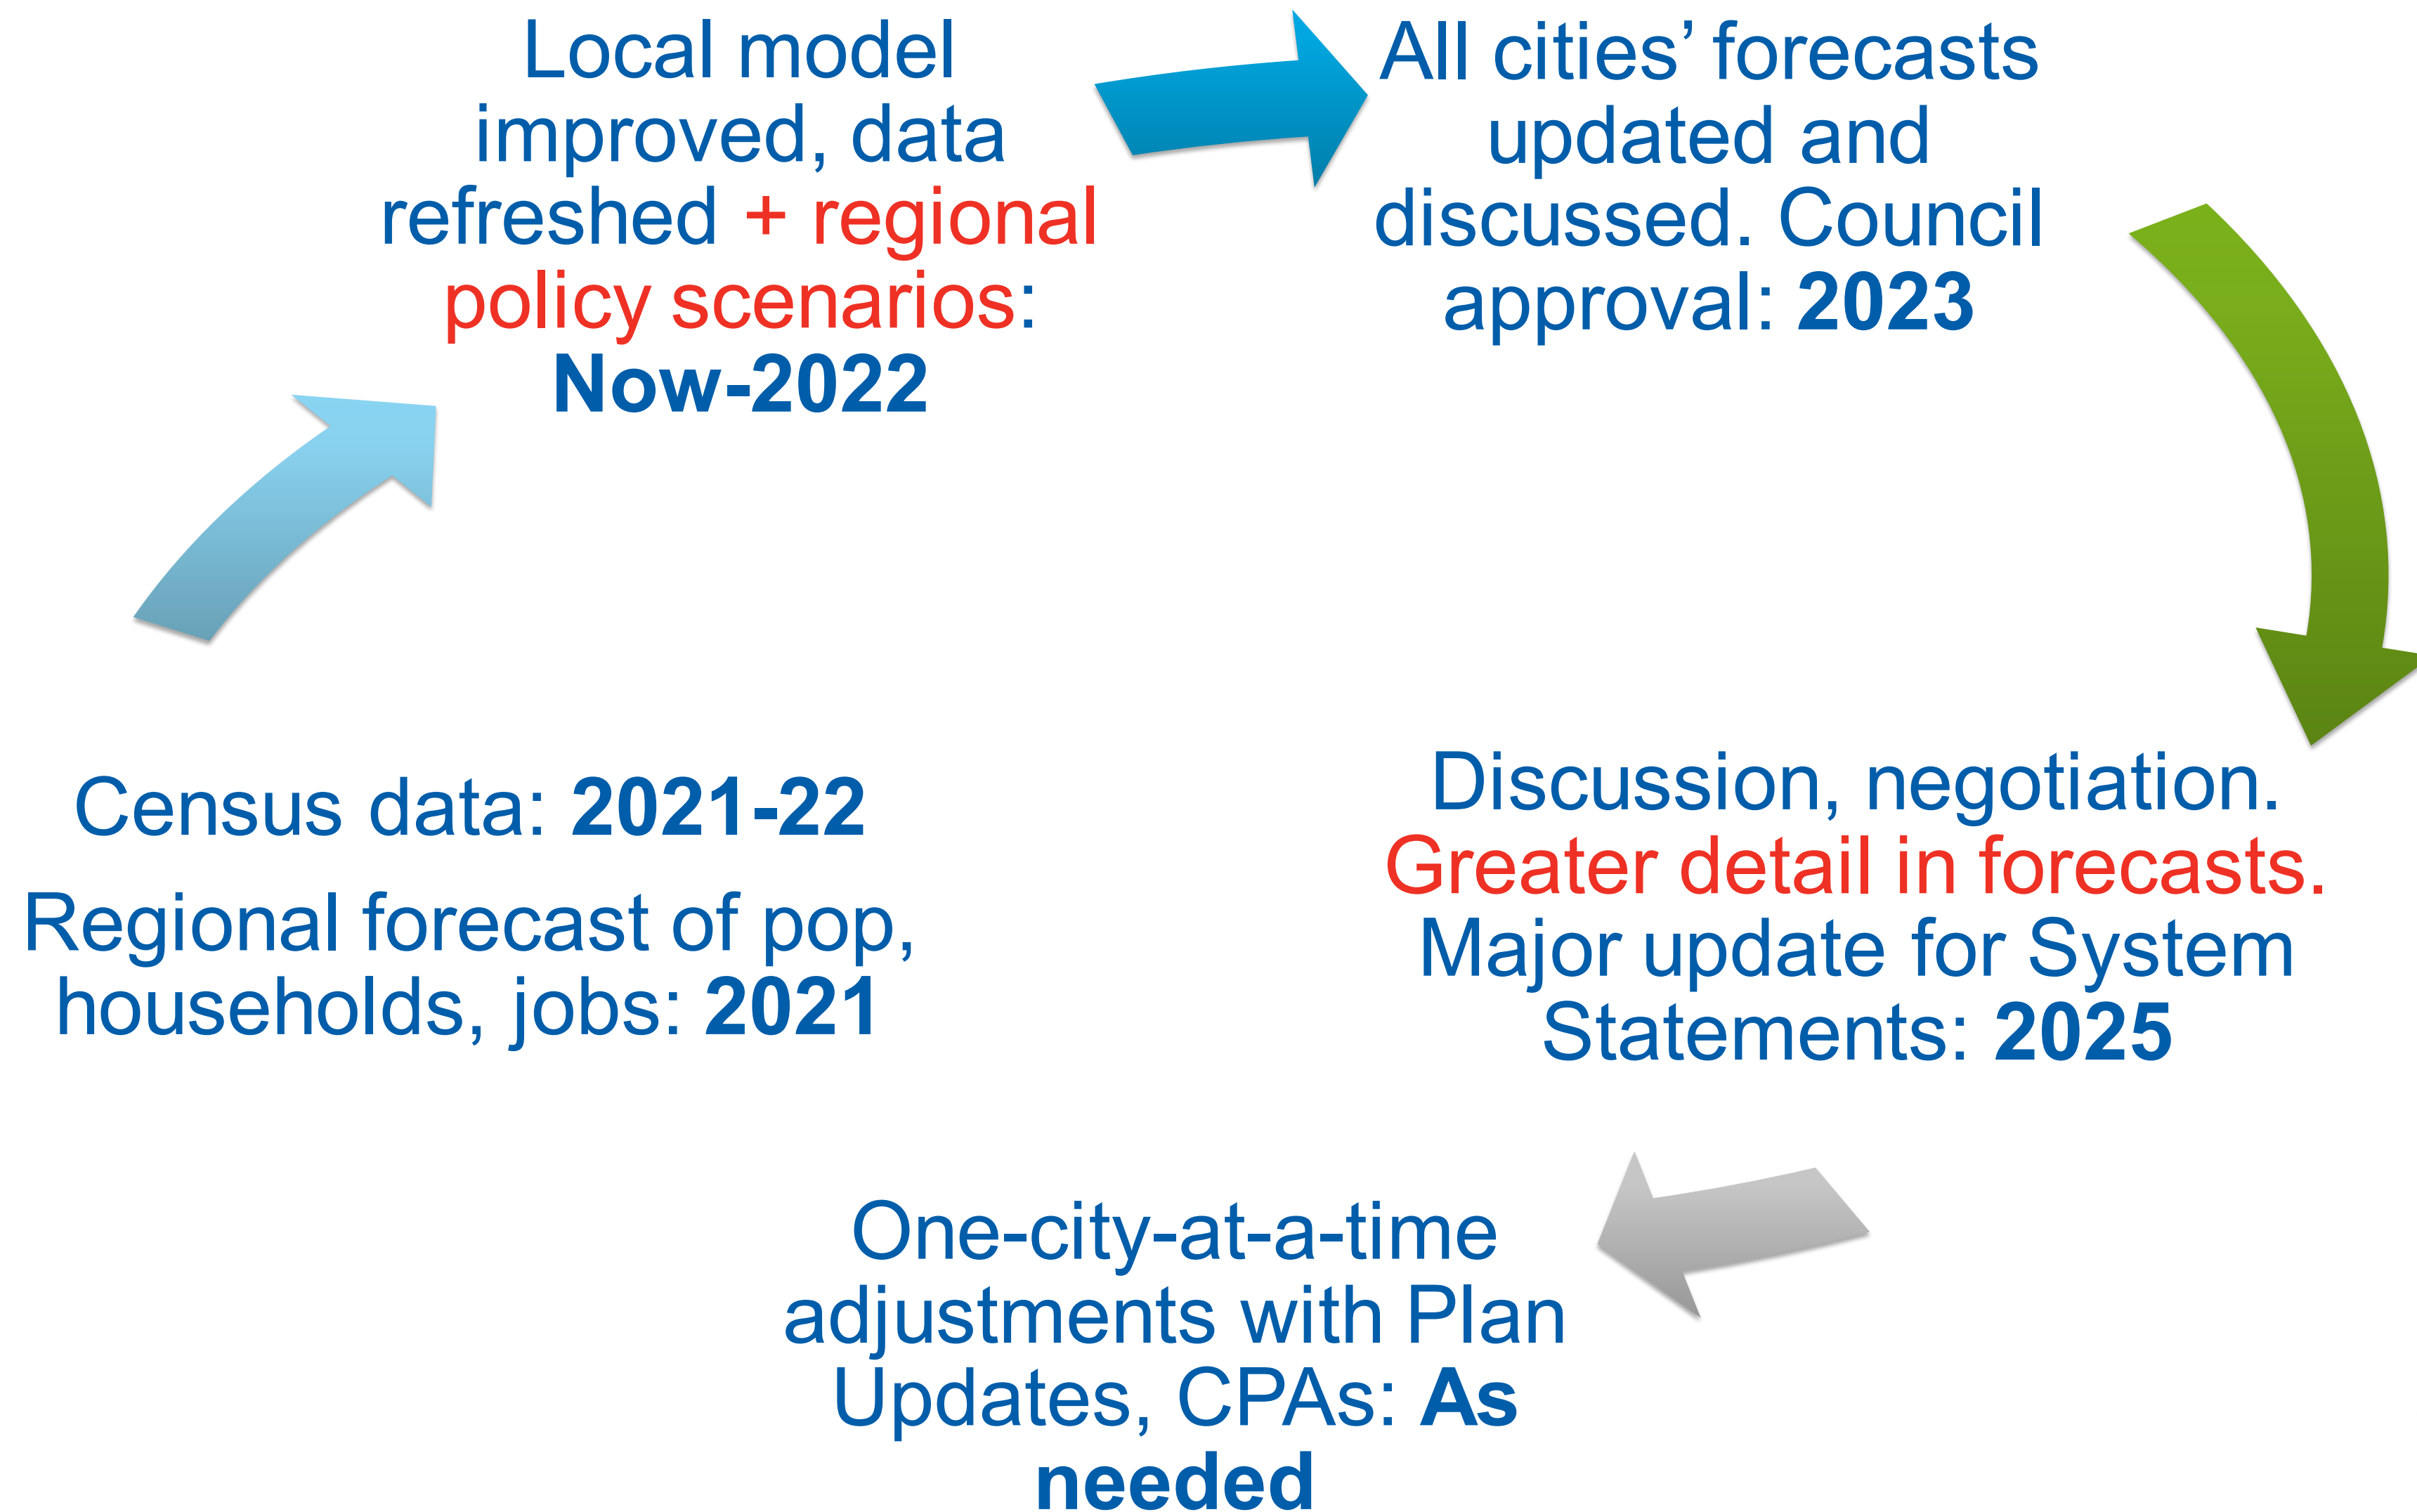 Local model
improved, data
refreshed + regional
policy scenarios:
Now-2022
All cities’ forecasts
updated and
discussed. Council
approval: 2023
Census data: 2021-22
Regional forecast of pop,
households, jobs: 2021
Discussion, negotiation.
Greater detail in forecasts.
Major update for System
Statements: 2025
One-city-at-a-time
adjustments with Plan
Updates, CPAs: As
needed